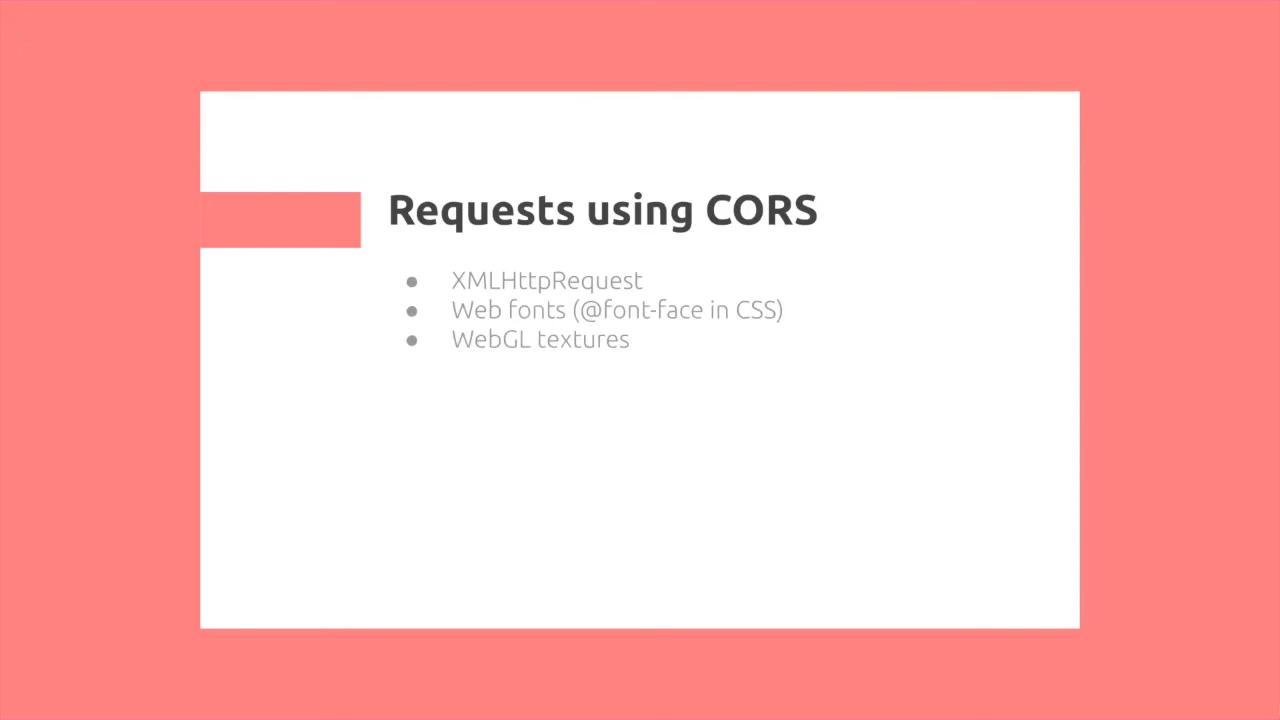 Requests using CORS
● XMLHttpRequest
● Web fonts (@font-face in CSS)
● WebGL textures